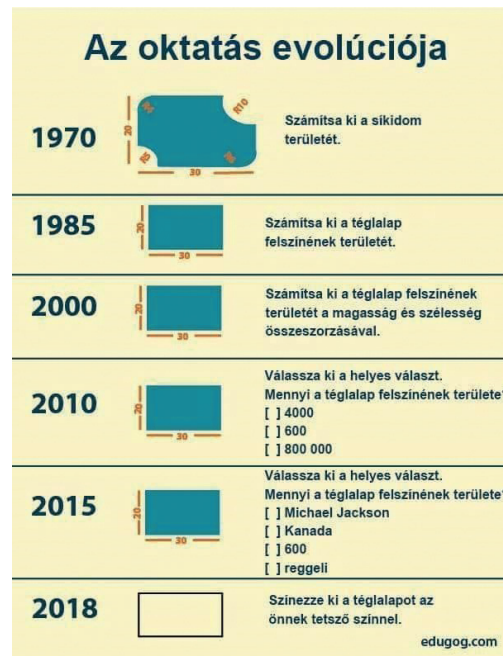 Az oktatás evolúciója
1970
20
R5
R10
R5
30
Számítsa ki a síkidom
területét.
1985
20
30
Számítsa ki a téglalap
felszínének területét.
2000
20
30
Számítsa ki a téglalap felszínének
területét a magasság és szélesség
összeszorzásával.
2010
20
30
Válassza ki a helyes választ.
Mennyi a téglalap felszínének területe?
[ ] 4000
[ ] 600
[ ] 800 000
2015
20
30
Válassza ki a helyes választ.
Mennyi a téglalap felszínének területe?
[ ] Michael Jackson
[ ] Kanada
[ ] 600
[ ] reggeli
2018
Színezze ki a téglalapot az
önnek tetsző színnel.
edugog.com